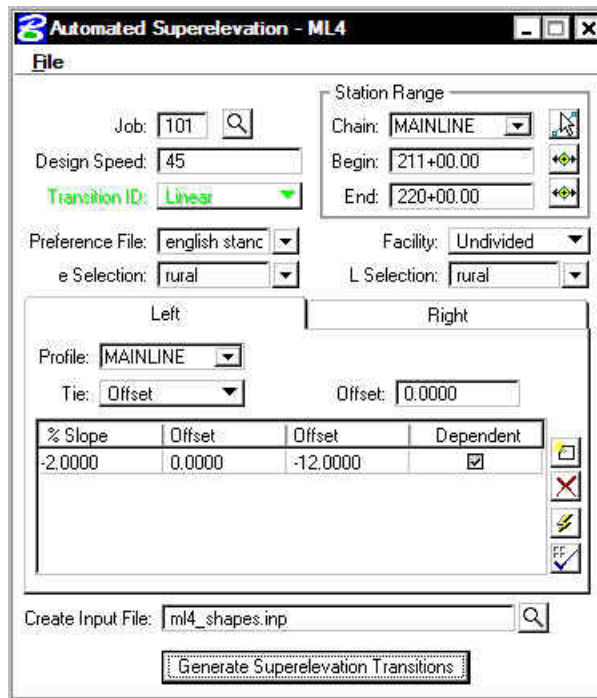 Automated Superelevation - ML4
File
Job: 101
Station Range
Chain: MAINLINE
Design Speed: 45
Begin: 211+00.00
Transition ID: Linear
End: 220+00.00
Preference File: english stanc
Facility: Undivided
e Selection: rural
L Selection: rural
Left
Right
Profile: MAINLINE
Tie: Offset
Offset: 0.0000
% Slope Offset Offset Dependent
-2.0000 0.0000 -12.0000
FF
Create Input File: ml4_shapes.inp
Generate Superelevation Transitions